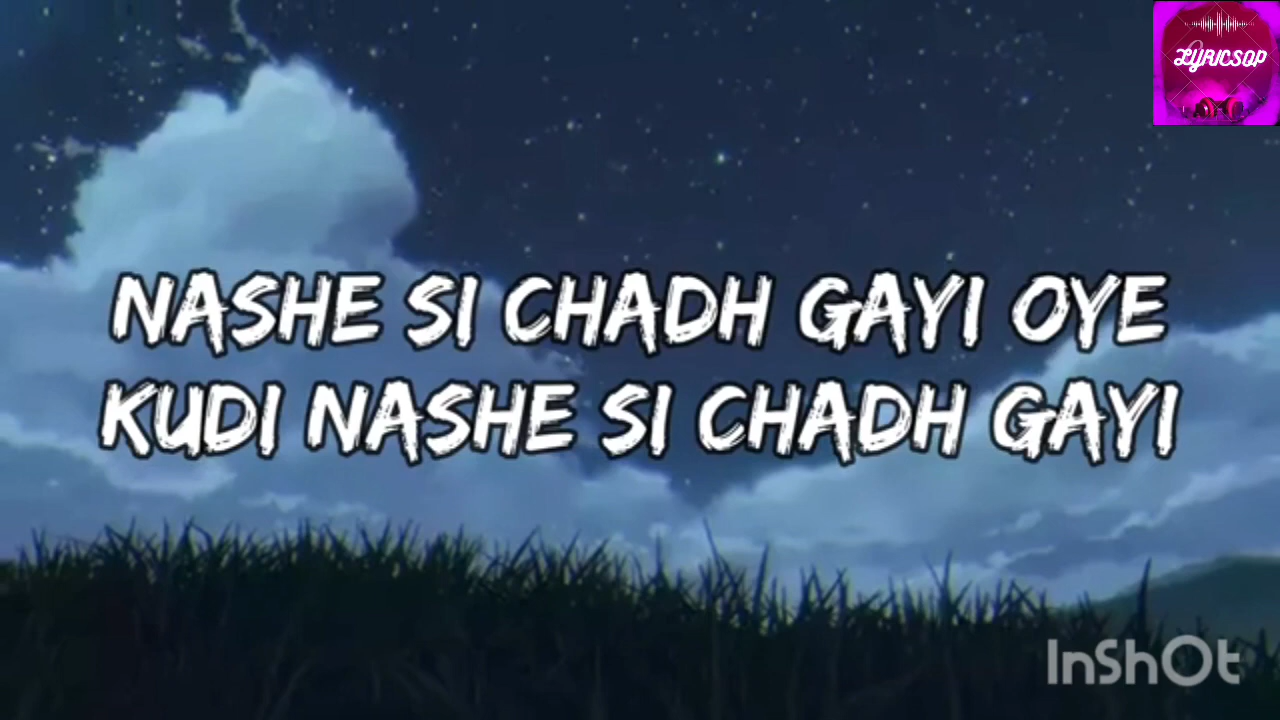 LYRICSOP
NASHE SI CHADH GAYI OYE
KUDI NASHE SI CHADH GAYI
InShOt